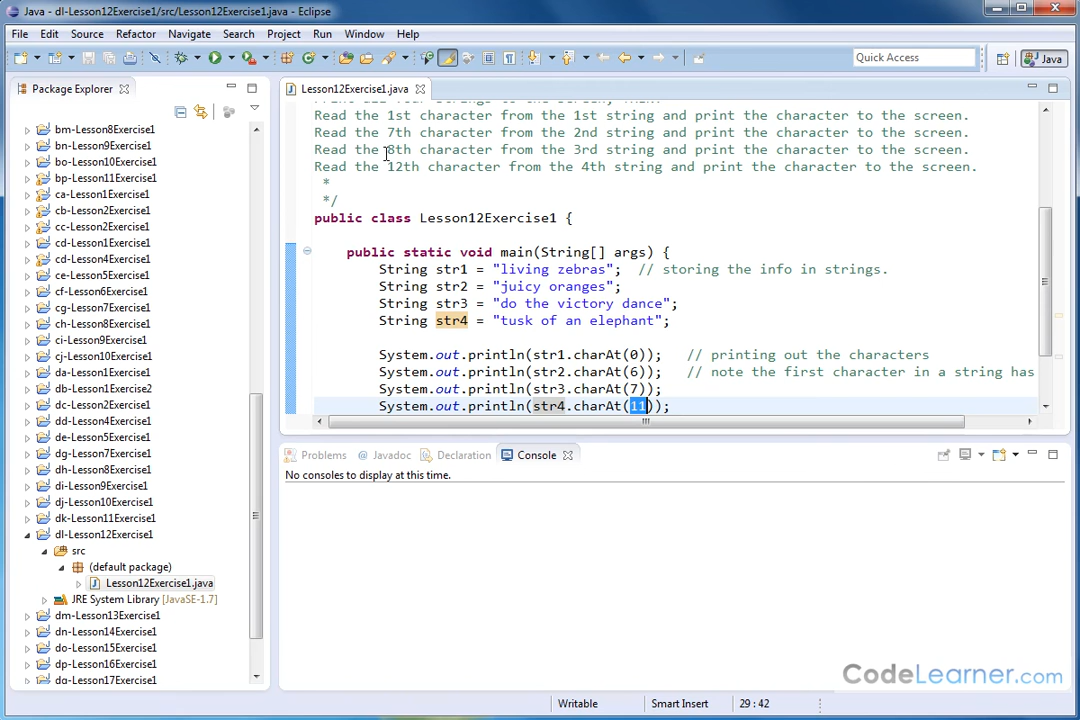 Java - dl-Lesson12Exercise1/src/Lesson12Exercise1.java - Eclipse
File Edit Source Refactor Navigate Search Project Run Window Help
Quick Access
Java
Package Explorer
bm-Lesson8Exercise1
bn-Lesson9Exercise1
bo-Lesson10Exercise1
bp-Lesson11Exercise1
ca-Lesson1Exercise1
cb-Lesson2Exercise1
cc-Lesson2Exercise1
cd-Lesson3Exercise1
cd-Lesson4Exercise1
ce-Lesson5Exercise1
cf-Lesson6Exercise1
cg-Lesson7Exercise1
ch-Lesson8Exercise1
ci-Lesson9Exercise1
cj-Lesson10Exercise1
da-Lesson1Exercise1
db-Lesson1Exercise2
dc-Lesson2Exercise1
dd-Lesson4Exercise1
de-Lesson5Exercise1
dg-Lesson7Exercise1
dh-Lesson8Exercise1
di-Lesson9Exercise1
dj-Lesson10Exercise1
dk-Lesson11Exercise1
dl-Lesson12Exercise1
src
(default package)
Lesson12Exercise1.java
JRE System Library [JavaSE-1.7]
dm-Lesson13Exercise1
dn-Lesson14Exercise1
do-Lesson15Exercise1
dp-Lesson16Exercise1
dq-Lesson17Exercise1
Lesson12Exercise1.java
Read the 1st character from the 1st string and print the character to the screen.
Read the 7th character from the 2nd string and print the character to the screen.
Read the 8th character from the 3rd string and print the character to the screen.
Read the 12th character from the 4th string and print the character to the screen.
*
*/
public class Lesson12Exercise1 {
public static void main(String[] args) {
String str1 = "living zebras"; // storing the info in strings.
String str2 = "juicy oranges";
String str3 = "do the victory dance";
String str4 = "tusk of an elephant";
System.out.println(str1.charAt(0)); // printing out the characters
System.out.println(str2.charAt(6)); // note the first character in a string has
System.out.println(str3.charAt(7));
System.out.println(str4.charAt(11));
Problems @ Javadoc Declaration Console
No consoles to display at this time.
CodeLearner.com
Writable Smart Insert 29 : 42